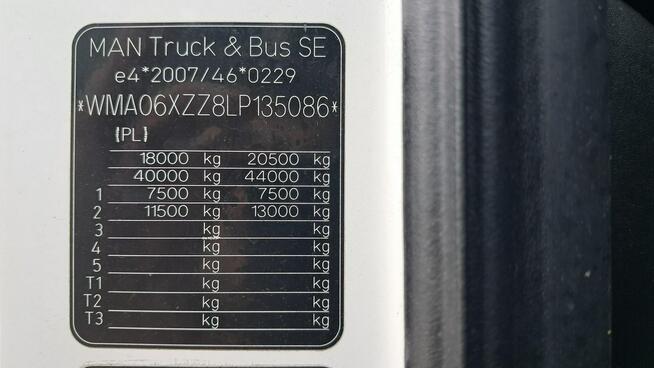 MAN Truck & Bus SE
e4*2007/46*0229
*WMA06XZZ8LP135086*
(PL)
18000 kg 20500 kg
40000 kg 44000 kg
1 7500 kg 7500 kg
2 11500 kg 13000 kg
3 kg kg
4 kg kg
5 kg kg
T1 kg kg
T2 kg kg
T3 kg kg